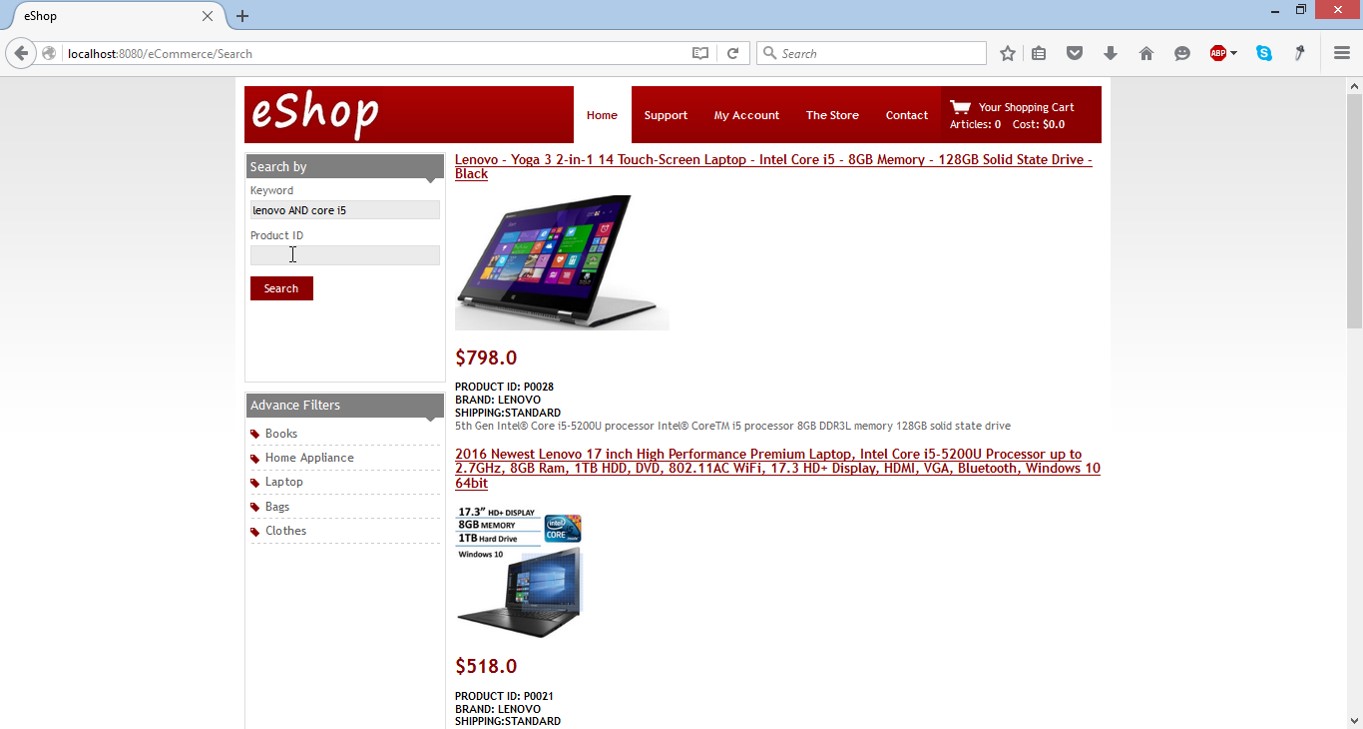 eShop
localhost:8080/eCommerce/Search
Search
ABP
eShop
Home
Support
My Account
The Store
Contact
Your Shopping Cart
Articles: 0 Cost: $0.0
Search by
Keyword
lenovo AND core i5
Product ID
Search
Advance Filters
Books
Home Appliance
Laptop
Bags
Clothes
Lenovo - Yoga 3 2-in-1 14 Touch-Screen Laptop - Intel Core i5 - 8GB Memory - 128GB Solid State Drive -
Black
$798.0
PRODUCT ID: P0028
BRAND: LENOVO
SHIPPING:STANDARD
5th Gen Intel® Core i5-5200U processor Intel® CoreTM i5 processor 8GB DDR3L memory 128GB solid state drive
2016 Newest Lenovo 17 inch High Performance Premium Laptop, Intel Core i5-5200U Processor up to
2.7GHz, 8GB Ram, 1TB HDD, DVD, 802.11AC WiFi, 17.3 HD+ Display, HDMI, VGA, Bluetooth, Windows 10
64bit
17.3” HD+ DISPLAY
8GB MEMORY
1TB Hard Drive
Windows 10
intel
CORE
$518.0
PRODUCT ID: P0021
BRAND: LENOVO
SHIPPING:STANDARD